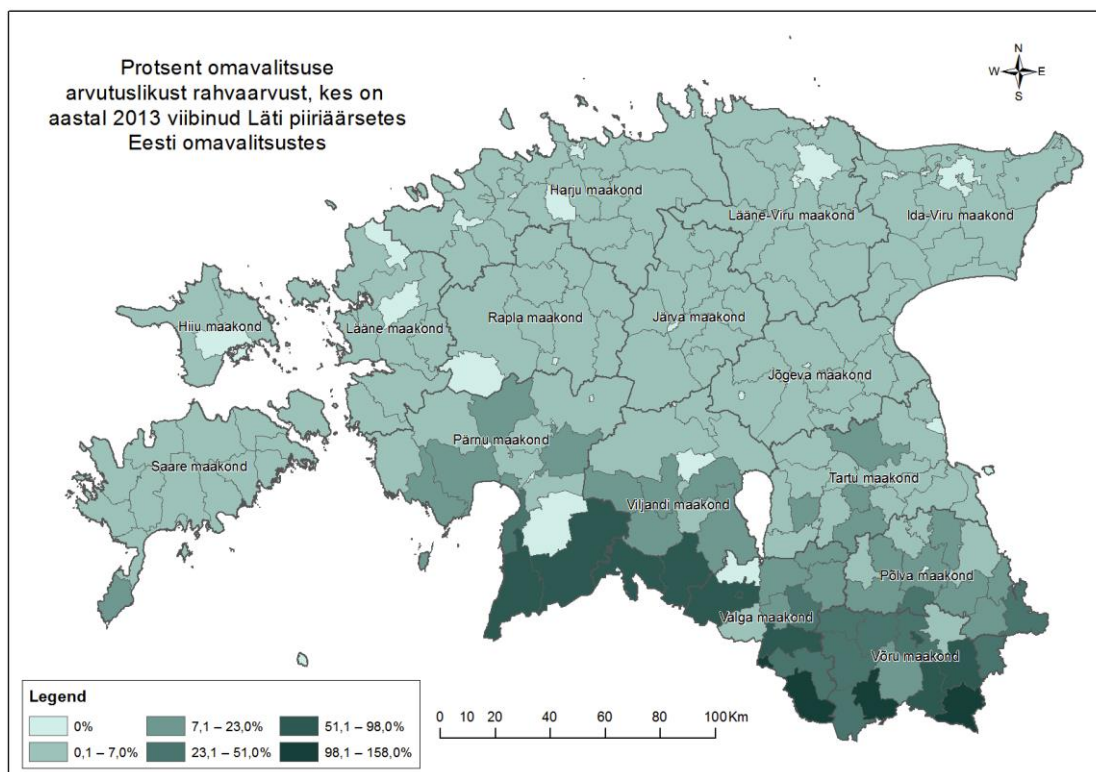 Protsent omavalitsuse
arvutuslikust rahvaarvust, kes on
aastal 2013 viibinud Läti piiriäärsetes
Eesti omavalitsustes
N
W E
S
Harju maakond
Lääne-Viru maakond
Ida-Viru maakond
Hiiu maakond
Lääne maakond
Rapla maakond
Järva maakond
Jõgeva maakond
Saare maakond
Pärnu maakond
Viljandi maakond
Tartu maakond
Põlva maakond
Valga maakond
Võru maakond
Legend
0% 7,1 – 23,0% 51,1 – 98,0%
0,1 – 7,0% 23,1 – 51,0% 98,1 – 158,0%
0 20 40 60 80 100 Km